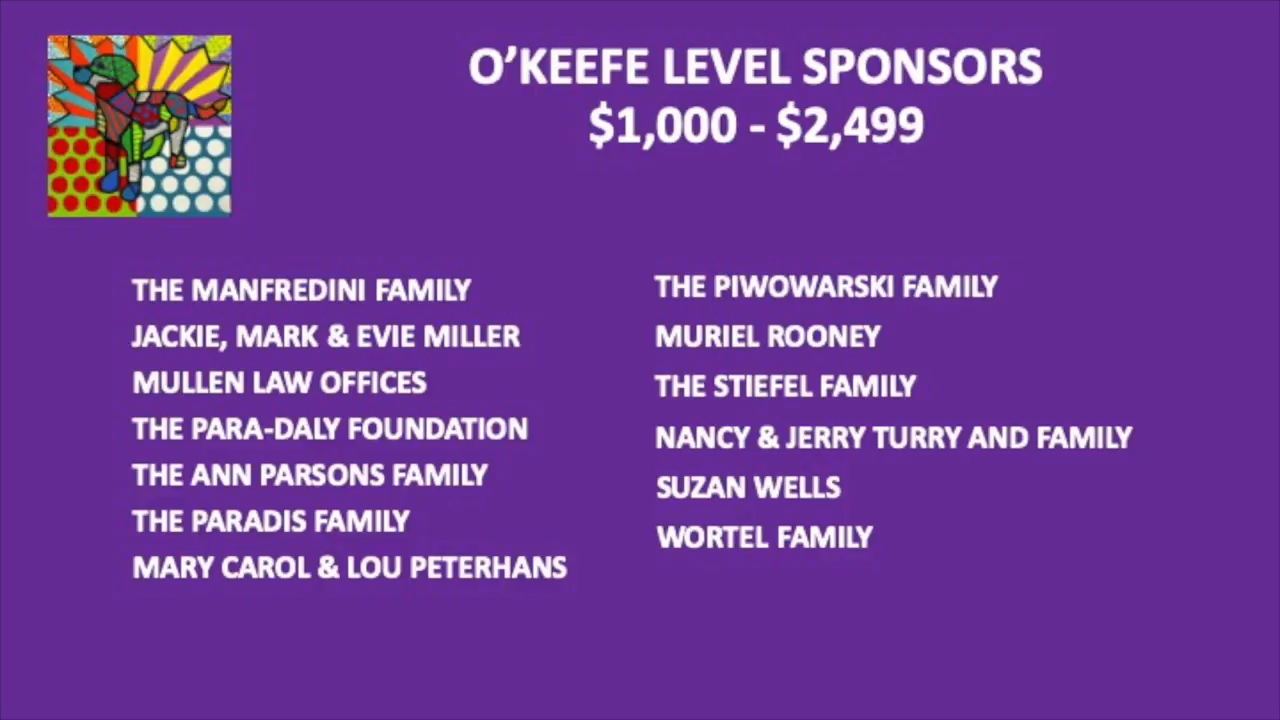 O’KEEFE LEVEL SPONSORS
$1,000 - $2,499
THE MANFREDINI FAMILY
JACKIE, MARK & EVIE MILLER
MULLEN LAW OFFICES
THE PARA-DALY FOUNDATION
THE ANN PARSONS FAMILY
THE PARADIS FAMILY
MARY CAROL & LOU PETERHANS
THE PIWOWARSKI FAMILY
MURIEL ROONEY
THE STIEFEL FAMILY
NANCY & JERRY TURRY AND FAMILY
SUZAN WELLS
WORTEL FAMILY